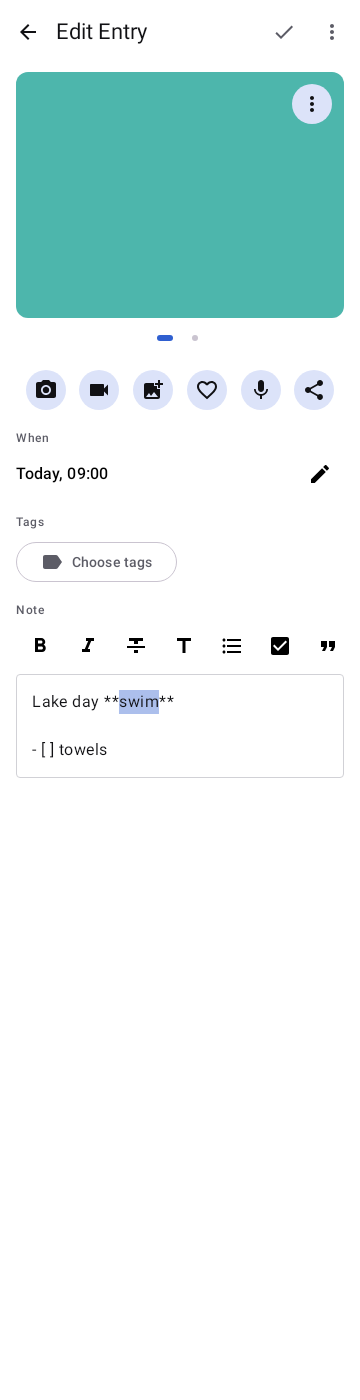 Edit Entry
When
Today, 09:00
Tags
Choose tags
Note
Lake day **swim**
- [ ] towels